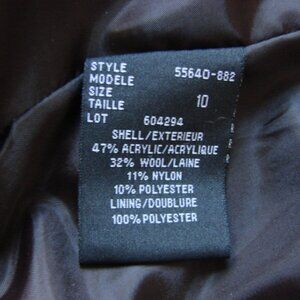 STYLE
MODELE 55640-882
SIZE
TAILLE 10
LOT 604294
SHELL/EXTERIEUR
47% ACRYLIC/ACRYLIQUE
32% WOOL/LAINE
11% NYLON
10% POLYESTER
LINING/DOUBLURE
100% POLYESTER